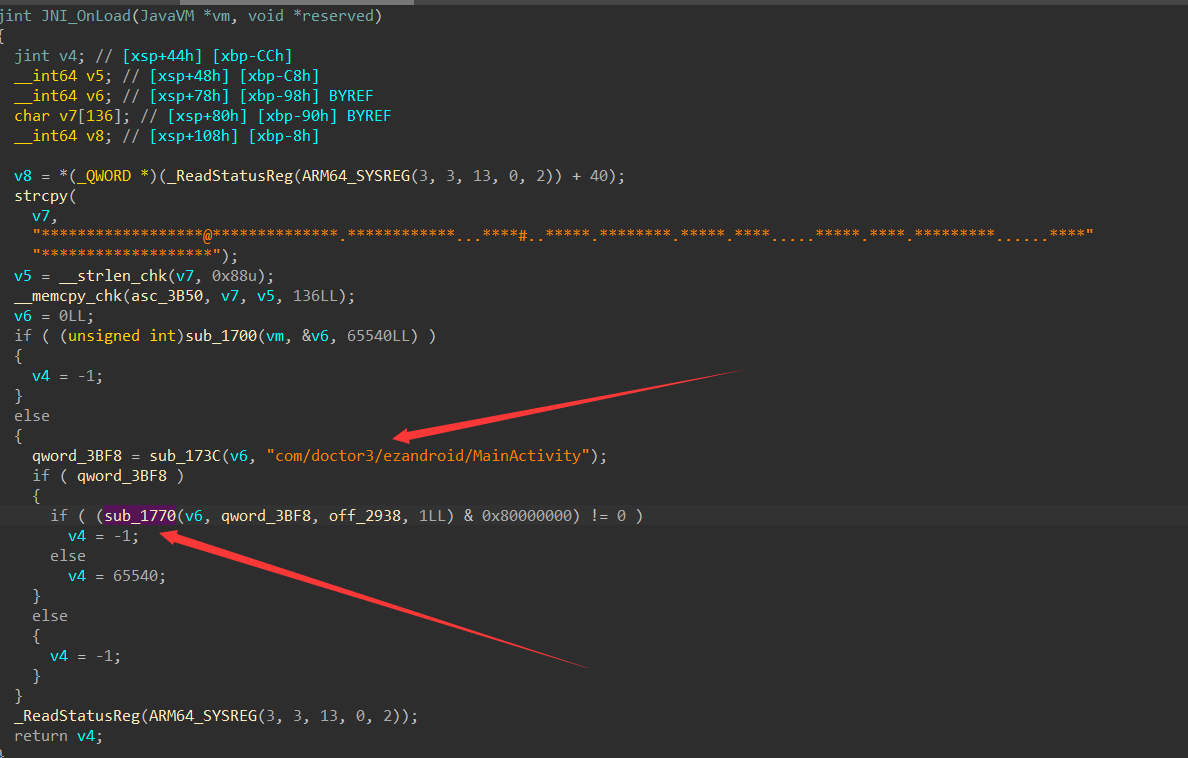 jint JNI_OnLoad(JavaVM *vm, void *reserved)
{
jint v4; // [xsp+44h] [xbp-CCh]
__int64 v5; // [xsp+48h] [xbp-C8h]
__int64 v6; // [xsp+78h] [xbp-98h] BYREF
char v7[136]; // [xsp+80h] [xbp-90h] BYREF
__int64 v8; // [xsp+108h] [xbp-8h]
v8 = *(_QWORD *)(_ReadStatusReg(ARM64_SYSREG(3, 3, 13, 0, 2)) + 40);
strcpy(
v7,
"******************@**************.************...****#..*****.********.*****.****.....*****.****.*********......****"
"*******************");
v5 = __strlen_chk(v7, 0x88u);
__memcpy_chk(asc_3B50, v7, v5, 136LL);
v6 = 0LL;
if ( (unsigned int)sub_1700(vm, &v6, 65540LL) )
{
v4 = -1;
}
else
{
qword_3BF8 = sub_173C(v6, "com/doctor3/ezandroid/MainActivity");
if ( qword_3BF8 )
{
if ( (sub_1770(v6, qword_3BF8, off_2938, 1LL) & 0x80000000) != 0 )
v4 = -1;
else
v4 = 65540;
}
else
{
v4 = -1;
}
}
_ReadStatusReg(ARM64_SYSREG(3, 3, 13, 0, 2));
return v4;